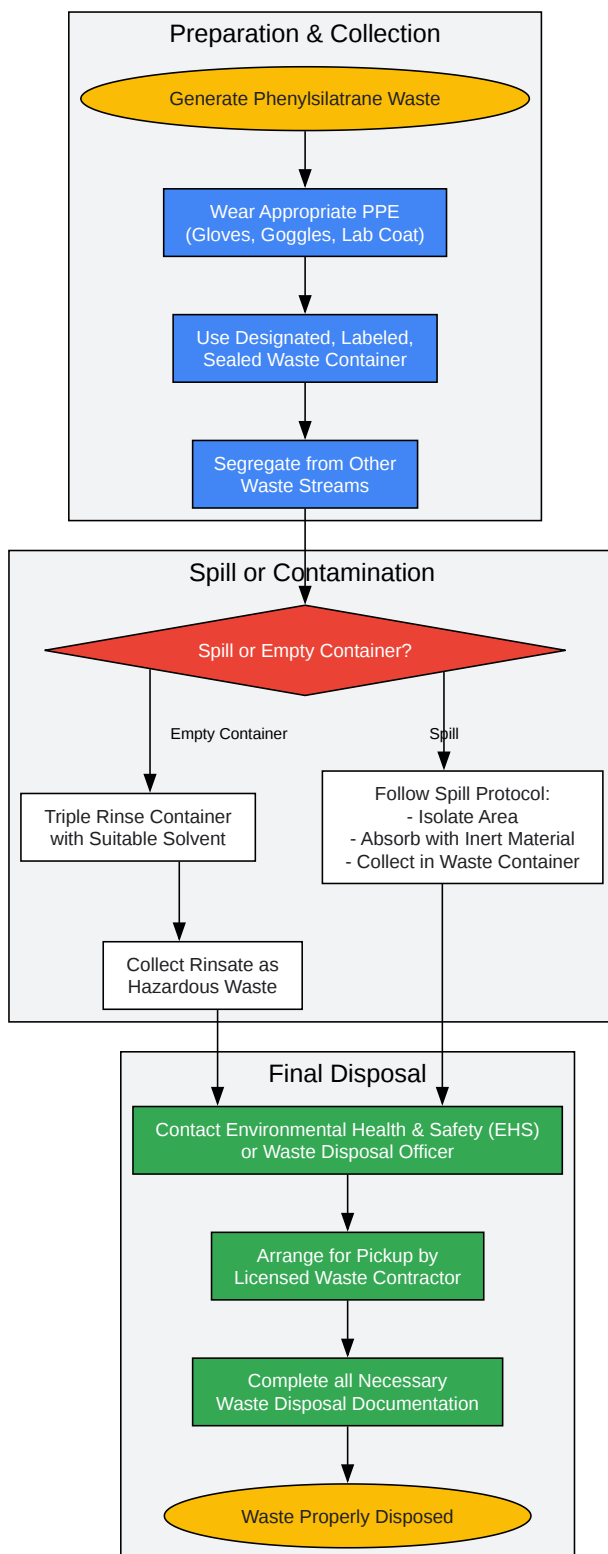 Preparation & Collection
Generate Phenylsilatrane Waste
Wear Appropriate PPE
(Gloves, Goggles, Lab Coat)
Use Designated, Labeled,
Sealed Waste Container
Segregate from Other
Waste Streams
Spill or Contamination
Spill or Empty Container?
Empty Container
Spill
Triple Rinse Container
with Suitable Solvent
Follow Spill Protocol:
- Isolate Area
- Absorb with Inert Material
- Collect in Waste Container
Collect Rinsate as
Hazardous Waste
Final Disposal
Contact Environmental Health & Safety (EHS)
or Waste Disposal Officer
Arrange for Pickup by
Licensed Waste Contractor
Complete all Necessary
Waste Disposal Documentation
Waste Properly Disposed